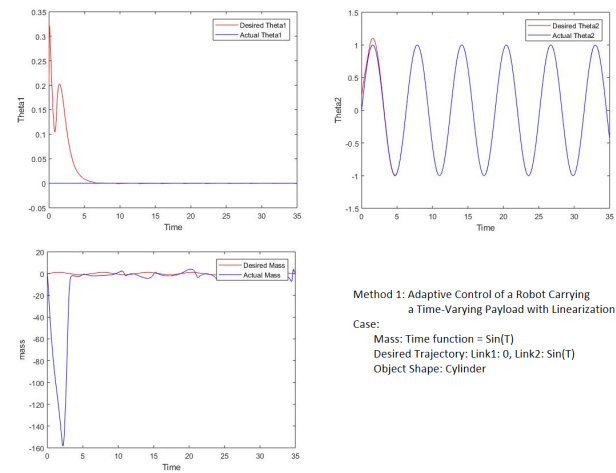 0.35
0.3
0.25
0.2
0.15
0.1
0.05
0
-0.05
0 5 10 15 20 25 30 35
Time
Theta1
Desired Theta1
Actual Theta1
1.5
1
0.5
0
-0.5
-1
-1.5
0 5 10 15 20 25 30 35
Time
Theta2
Desired Theta2
Actual Theta2
20
0
-20
-40
-60
-80
-100
-120
-140
-160
0 5 10 15 20 25 30 35
Time
mass
Desired Mass
Actual Mass
Method 1: Adaptive Control of a Robot Carrying
a Time-Varying Payload with Linearization
Case:
Mass: Time function = Sin(T)
Desired Trajectory: Link1: 0, Link2: Sin(T)
Object Shape: Cylinder